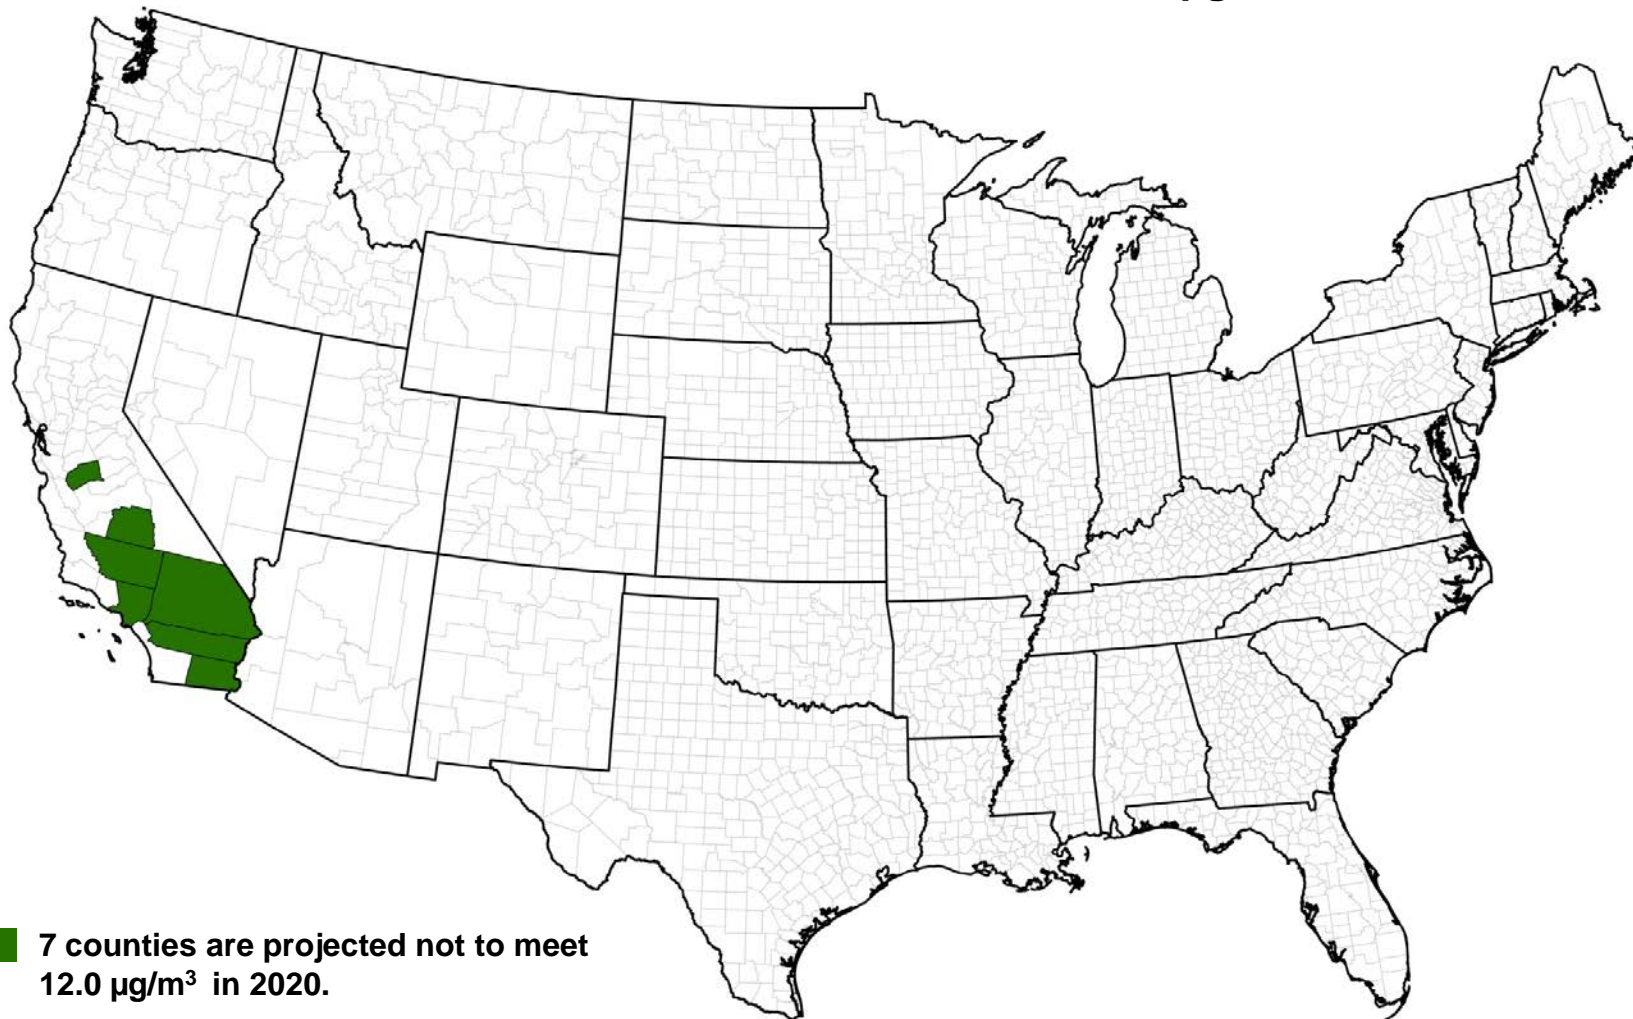 7 counties are projected not to meet
12.0 µg/m³ in 2020.